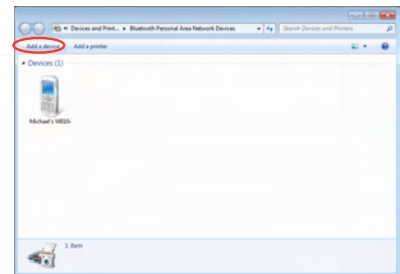 « Devices and Print... ▸ Bluetooth Personal Area Network Devices
Search Devices and Printers
Add a device Add a printer
Devices (1)
Michael's W810i
1 item